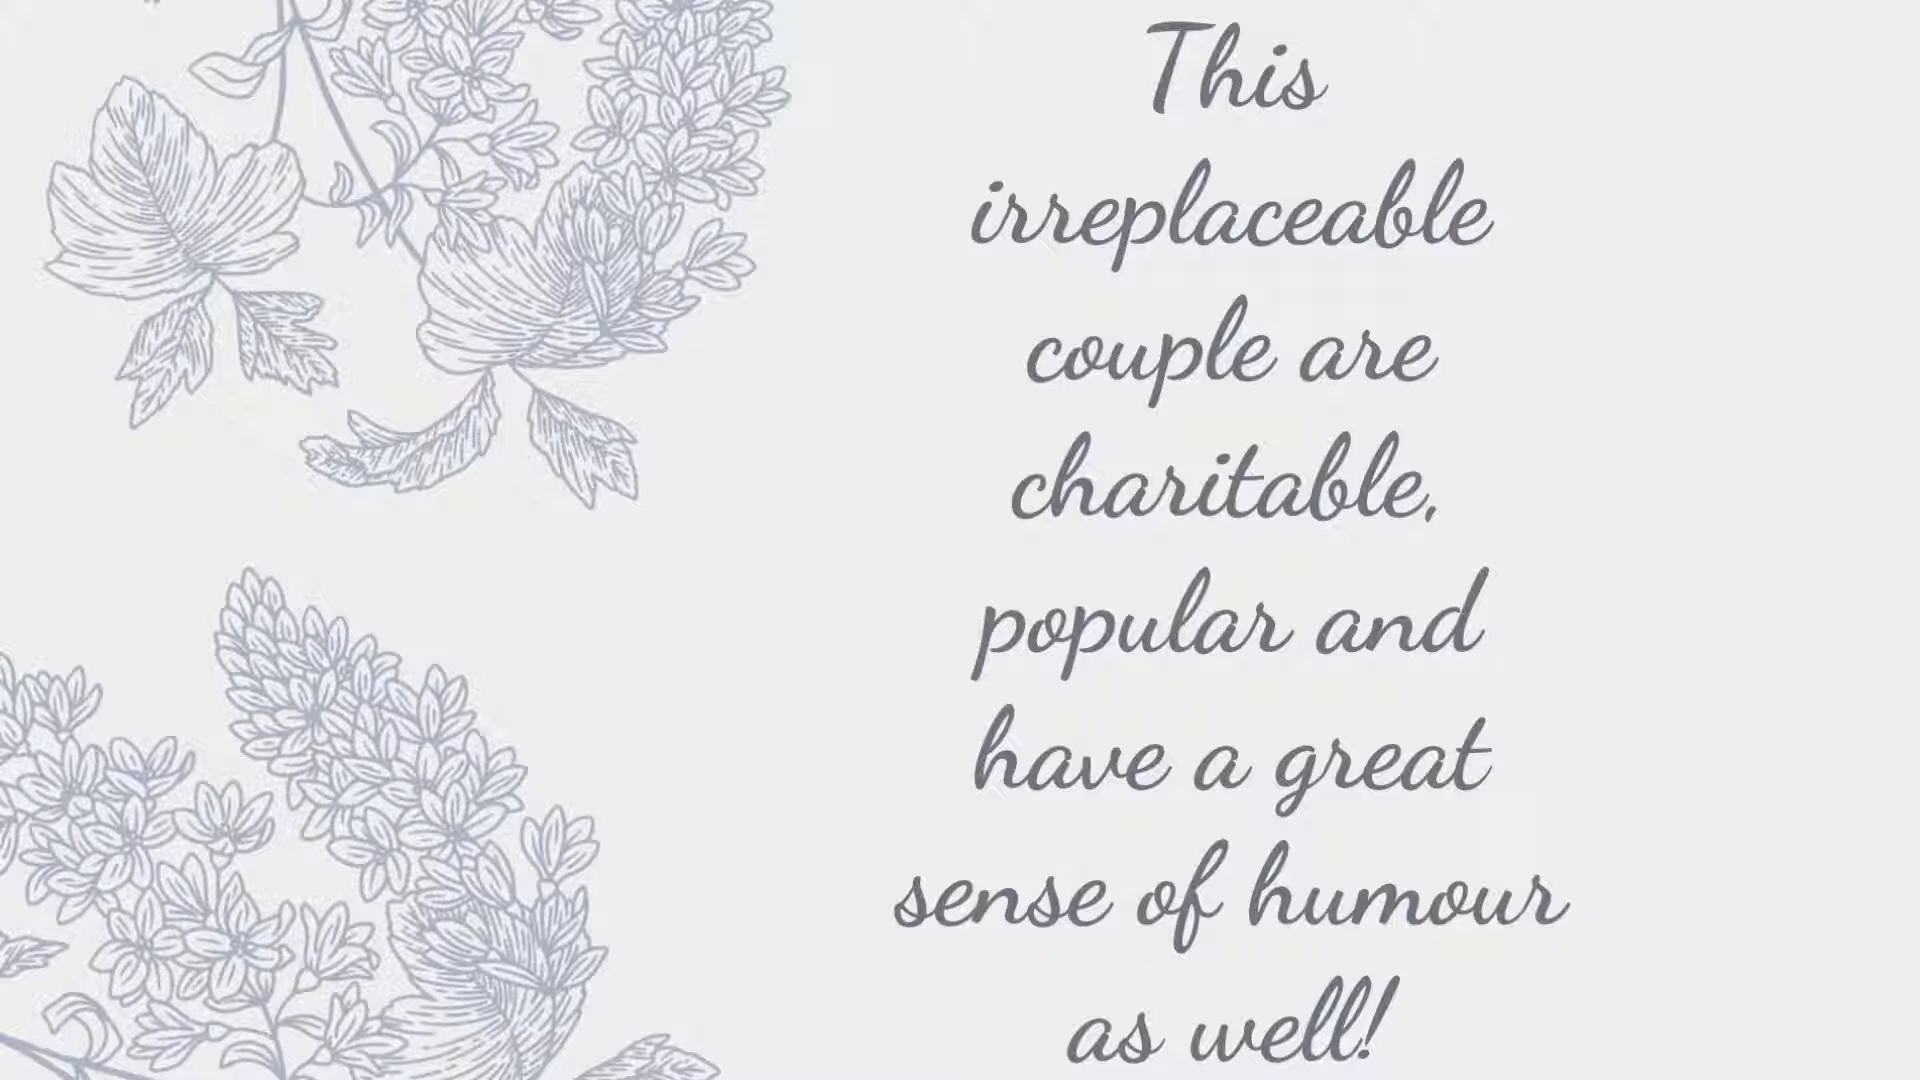 This
irreplaceable
couple are
charitable,
popular and
have a great
sense of humour
as well!